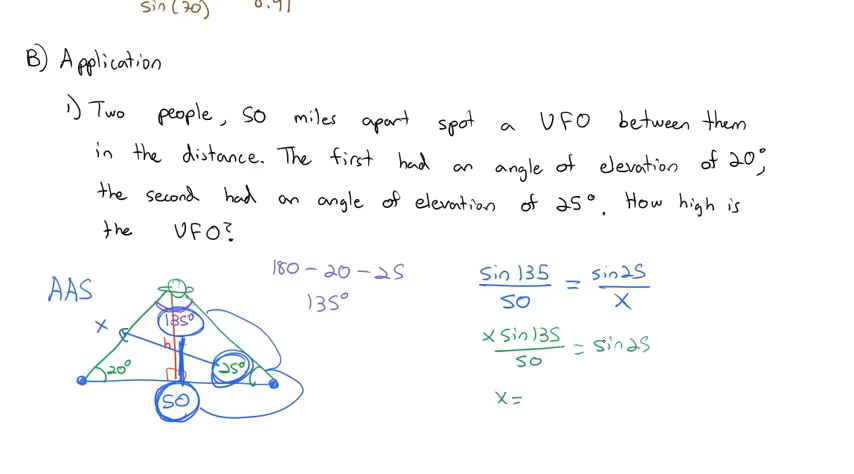 sin(70) 0.91
B) Application
i) Two people, 50 miles apart spot a UFO between them
in the distance. The first had an angle of elevation of 20°,
the second had an angle of elevation of 25°. How high is
the UFO?
180 - 20 - 25
135°
AAS
x
135°
h
20°
25°
50
sin 135 / 50 = sin 25 / x
x sin 135 / 50 = sin 25
x =